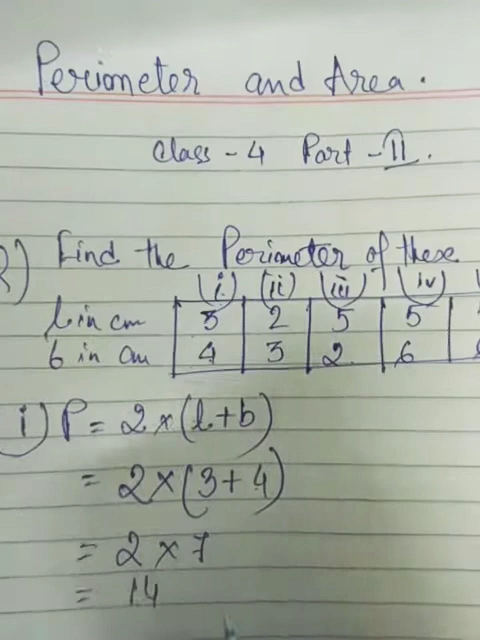 Perimeter and Area.
Class - 4 Part - II.
Find the Perimeter of these
(i) (ii) (iii) (iv)
l in cm 3 2 5 5
b in cm 4 3 2 6
i) P = 2 × (l + b)
= 2 × (3 + 4)
= 2 × 7
= 14